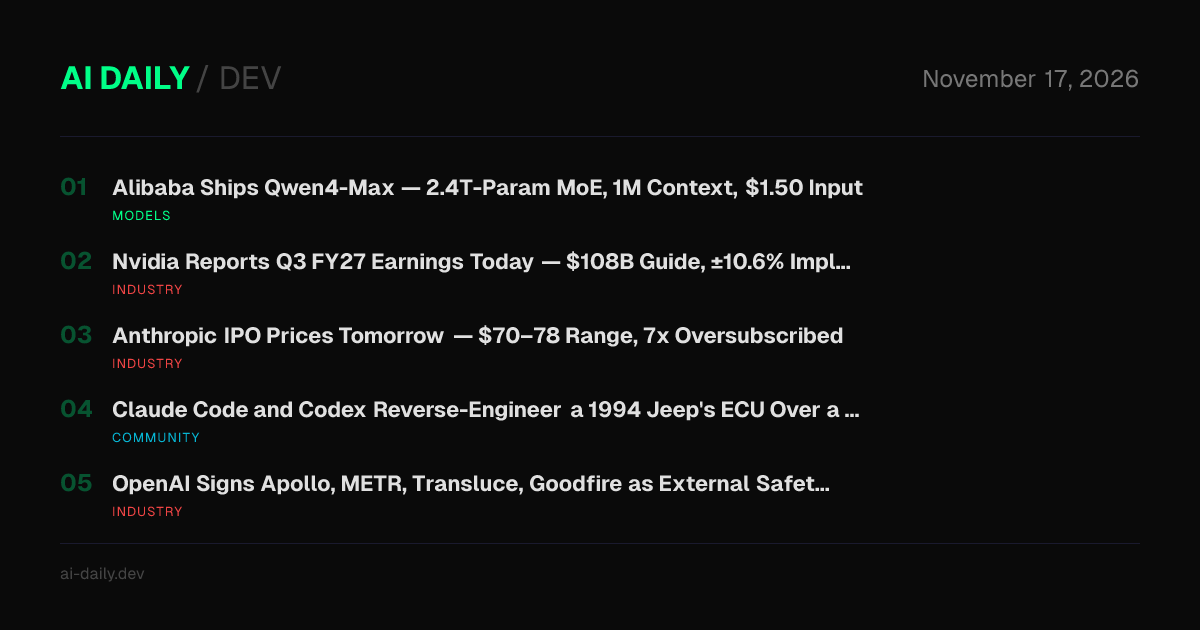 AI DAILY / DEV
November 17, 2026
01 Alibaba Ships Qwen4-Max — 2.4T-Param MoE, 1M Context, $1.50 Input
MODELS
02 Nvidia Reports Q3 FY27 Earnings Today — $108B Guide, ±10.6% Impl...
INDUSTRY
03 Anthropic IPO Prices Tomorrow — $70–78 Range, 7x Oversubscribed
INDUSTRY
04 Claude Code and Codex Reverse-Engineer a 1994 Jeep's ECU Over a ...
COMMUNITY
05 OpenAI Signs Apollo, METR, Transluce, Goodfire as External Safet...
INDUSTRY
ai-daily.dev